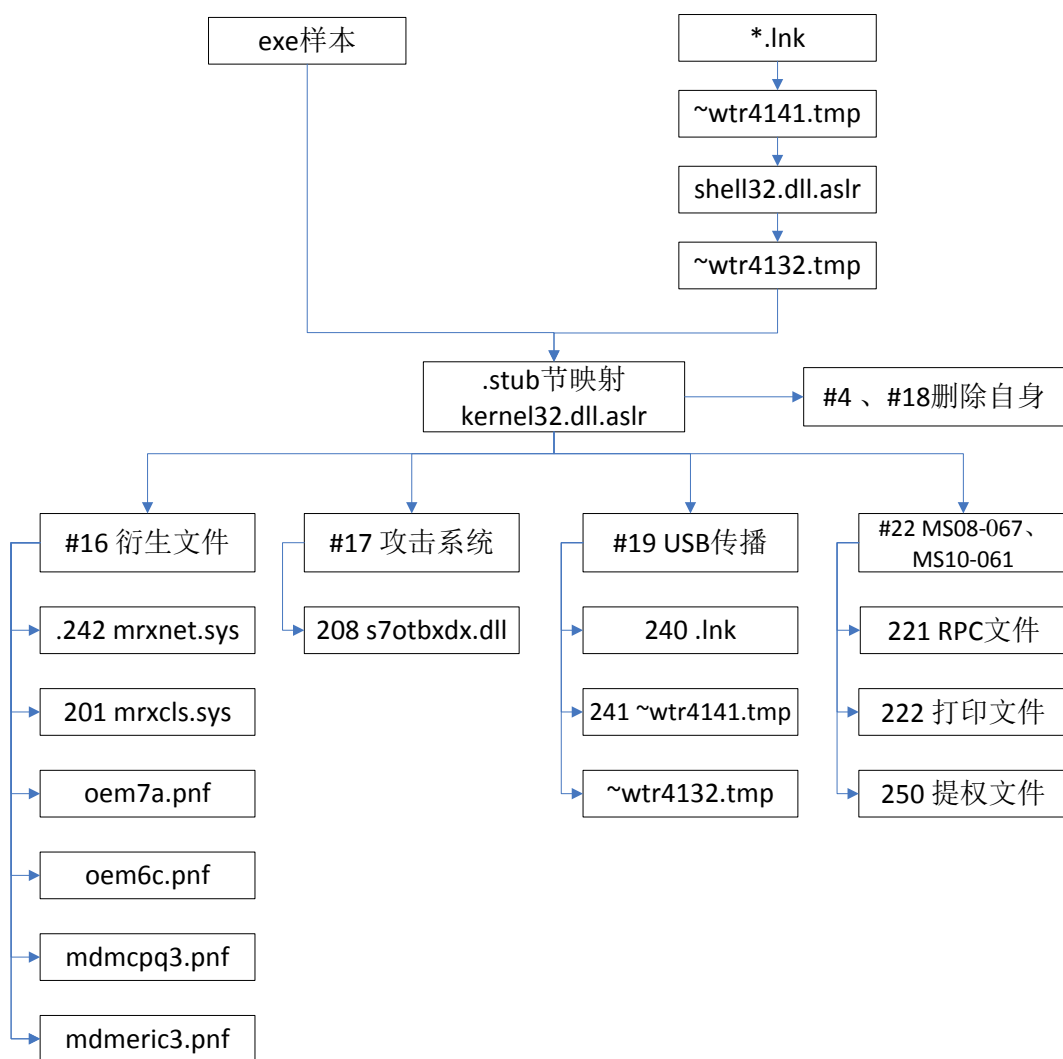 exe样本
*.lnk
~wtr4141.tmp
shell32.dll.aslr
~wtr4132.tmp
.stub节映射
kernel32.dll.aslr
#4 、#18删除自身
#16 衍生文件
.242 mrxnet.sys
201 mrxcls.sys
oem7a.pnf
oem6c.pnf
mdmcpq3.pnf
mdmeric3.pnf
#17 攻击系统
208 s7otbxdx.dll
#19 USB传播
240 .lnk
241 ~wtr4141.tmp
~wtr4132.tmp
#22 MS08-067、
MS10-061
221 RPC文件
222 打印文件
250 提权文件